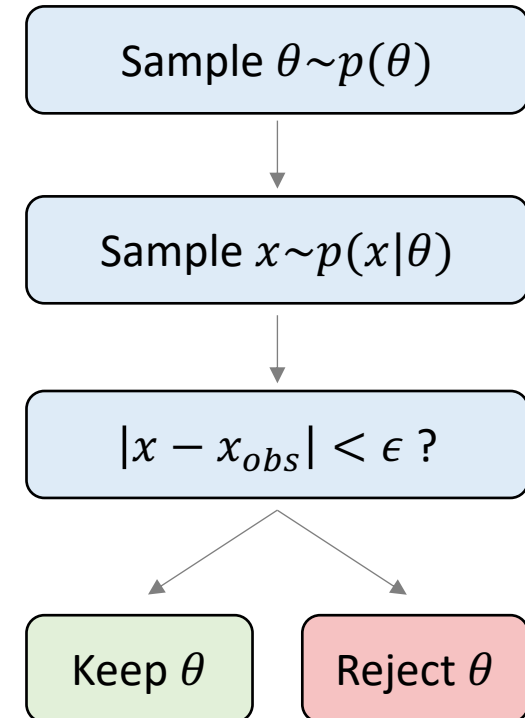 Sample θ~p(θ)
Sample x~p(x|θ)
|x − x_obs| < ϵ ?
Keep θ
Reject θ